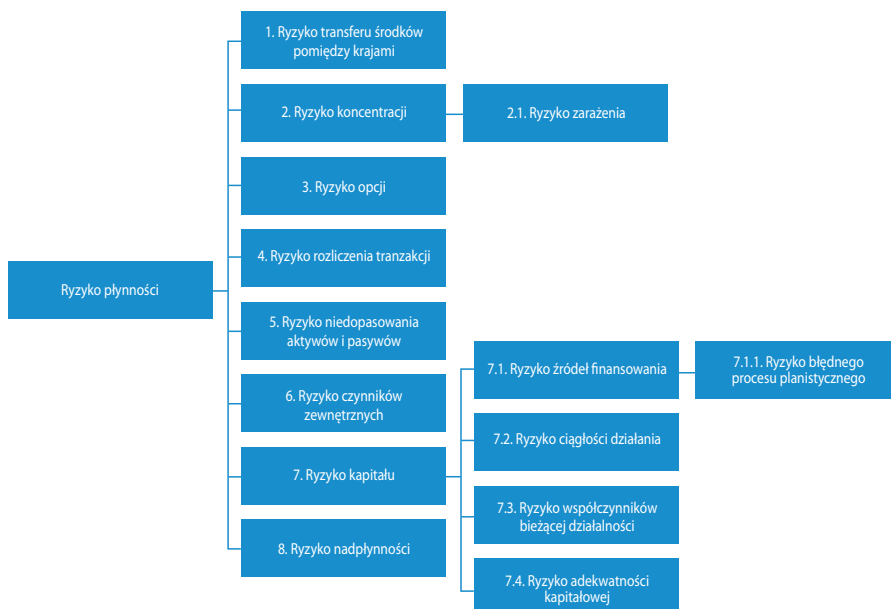 1. Ryzyko transferu środków
pomiędzy krajami
2. Ryzyko koncentracji
2.1. Ryzyko zarażenia
3. Ryzyko opcji
4. Ryzyko rozliczenia tranzakcji
Ryzyko płynności
5. Ryzyko niedopasowania
aktywów i pasywów
6. Ryzyko czynników
zewnętrznych
7. Ryzyko kapitału
7.1. Ryzyko źródeł finansowania
7.1.1. Ryzyko błędnego
procesu planistycznego
7.2. Ryzyko ciągłości działania
7.3. Ryzyko współczynników
bieżącej działalności
7.4. Ryzyko adekwatności
kapitałowej
8. Ryzyko nadpłynności